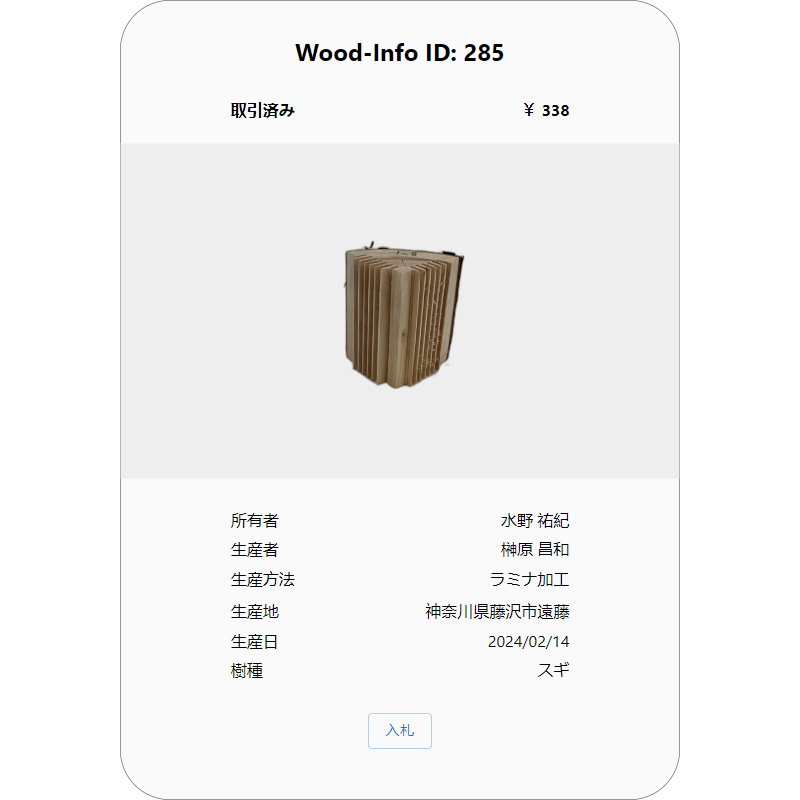 Wood-Info ID: 285
取引済み ￥ 338
所有者 水野 祐紀
生産者 榊原 昌和
生産方法 ラミナ加工
生産地 神奈川県藤沢市遠藤
生産日 2024/02/14
樹種 スギ
入札